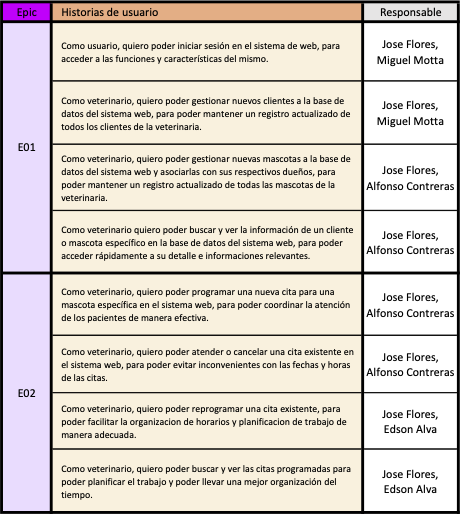 Epic Historias de usuario Responsable
E01
Como usuario, quiero poder iniciar sesión en el sistema de web, para
acceder a las funciones y características del mismo.
Jose Flores,
Miguel Motta
Como veterinario, quiero poder gestionar nuevos clientes a la base de
datos del sistema web, para poder mantener un registro actualizado de
todos los clientes de la veterinaria.
Jose Flores,
Miguel Motta
Como veterinario, quiero poder gestionar nuevas mascotas a la base de
datos del sistema web y asociarlas con sus respectivos dueños, para
poder mantener un registro actualizado de todas las mascotas de la
veterinaria.
Jose Flores,
Alfonso Contreras
Como veterinario quiero poder buscar y ver la información de un cliente
o mascota específico en la base de datos del sistema web, para poder
acceder rápidamente a su detalle e informaciones relevantes.
Jose Flores,
Alfonso Contreras
E02
Como veterinario, quiero poder programar una nueva cita para una
mascota específica en el sistema web, para poder coordinar la atención
de los pacientes de manera efectiva.
Jose Flores,
Alfonso Contreras
Como veterinario, quiero poder atender o cancelar una cita existente en
el sistema web, para poder evitar inconvenientes con las fechas y horas
de las citas.
Jose Flores,
Alfonso Contreras
Como veterinario, quiero poder reprogramar una cita existente, para
poder facilitar la organizacion de horarios y planificacion de trabajo de
manera adecuada.
Jose Flores,
Edson Alva
Como veterinario, quiero poder buscar y ver las citas programadas para
poder planificar el trabajo y poder llevar una mejor organización del
tiempo.
Jose Flores,
Edson Alva